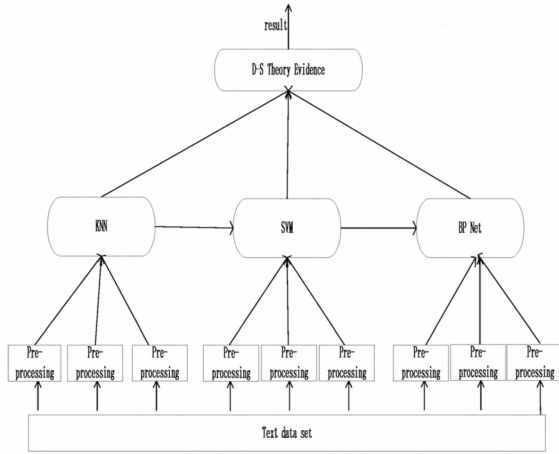 result
D-S Theory Evidence
KNN
SVM
BP Net
Pre-
processing
Pre-
processing
Pre-
processing
Pre-
processing
Pre-
processing
Pre-
processing
Pre-
processing
Pre-
processing
Pre-
processing
Text data set